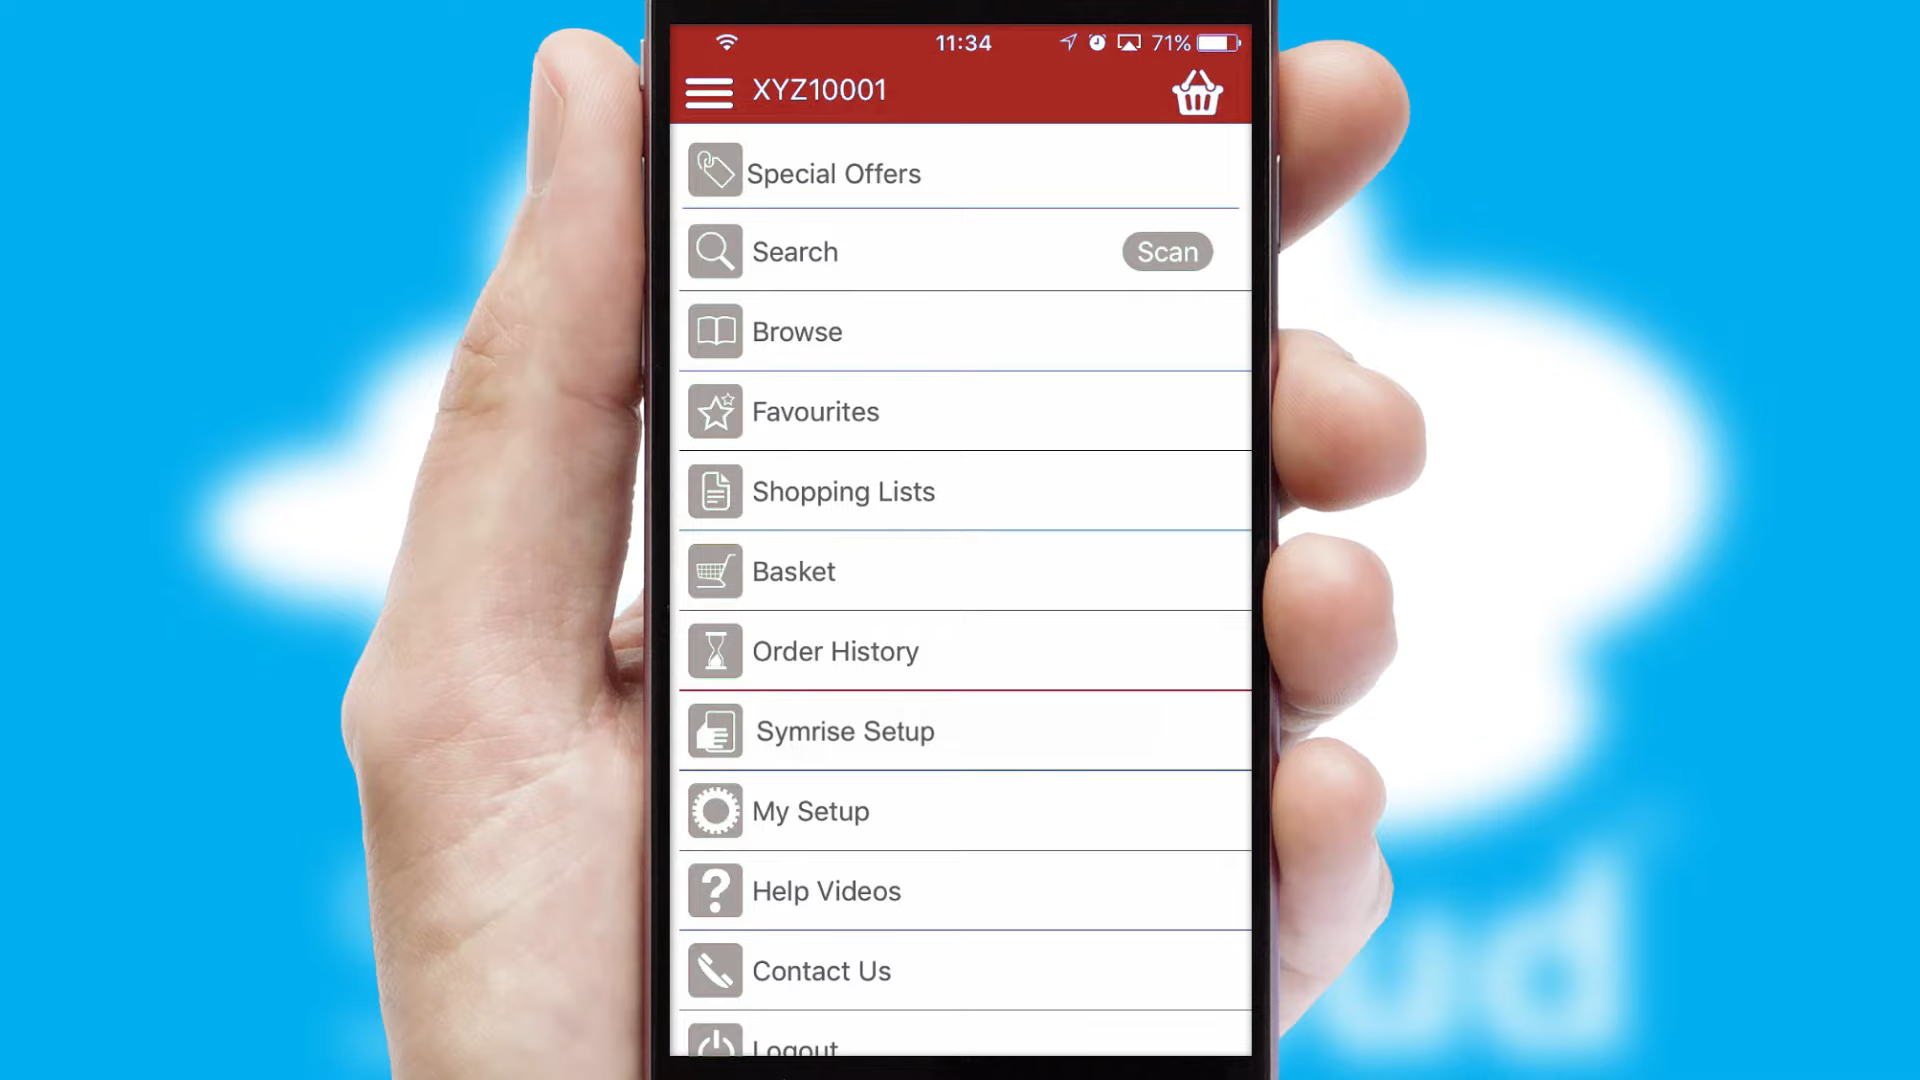 11:34 71%
XYZ10001
Special Offers
Search Scan
Browse
Favourites
Shopping Lists
Basket
Order History
Symrise Setup
My Setup
Help Videos
Contact Us
Logout